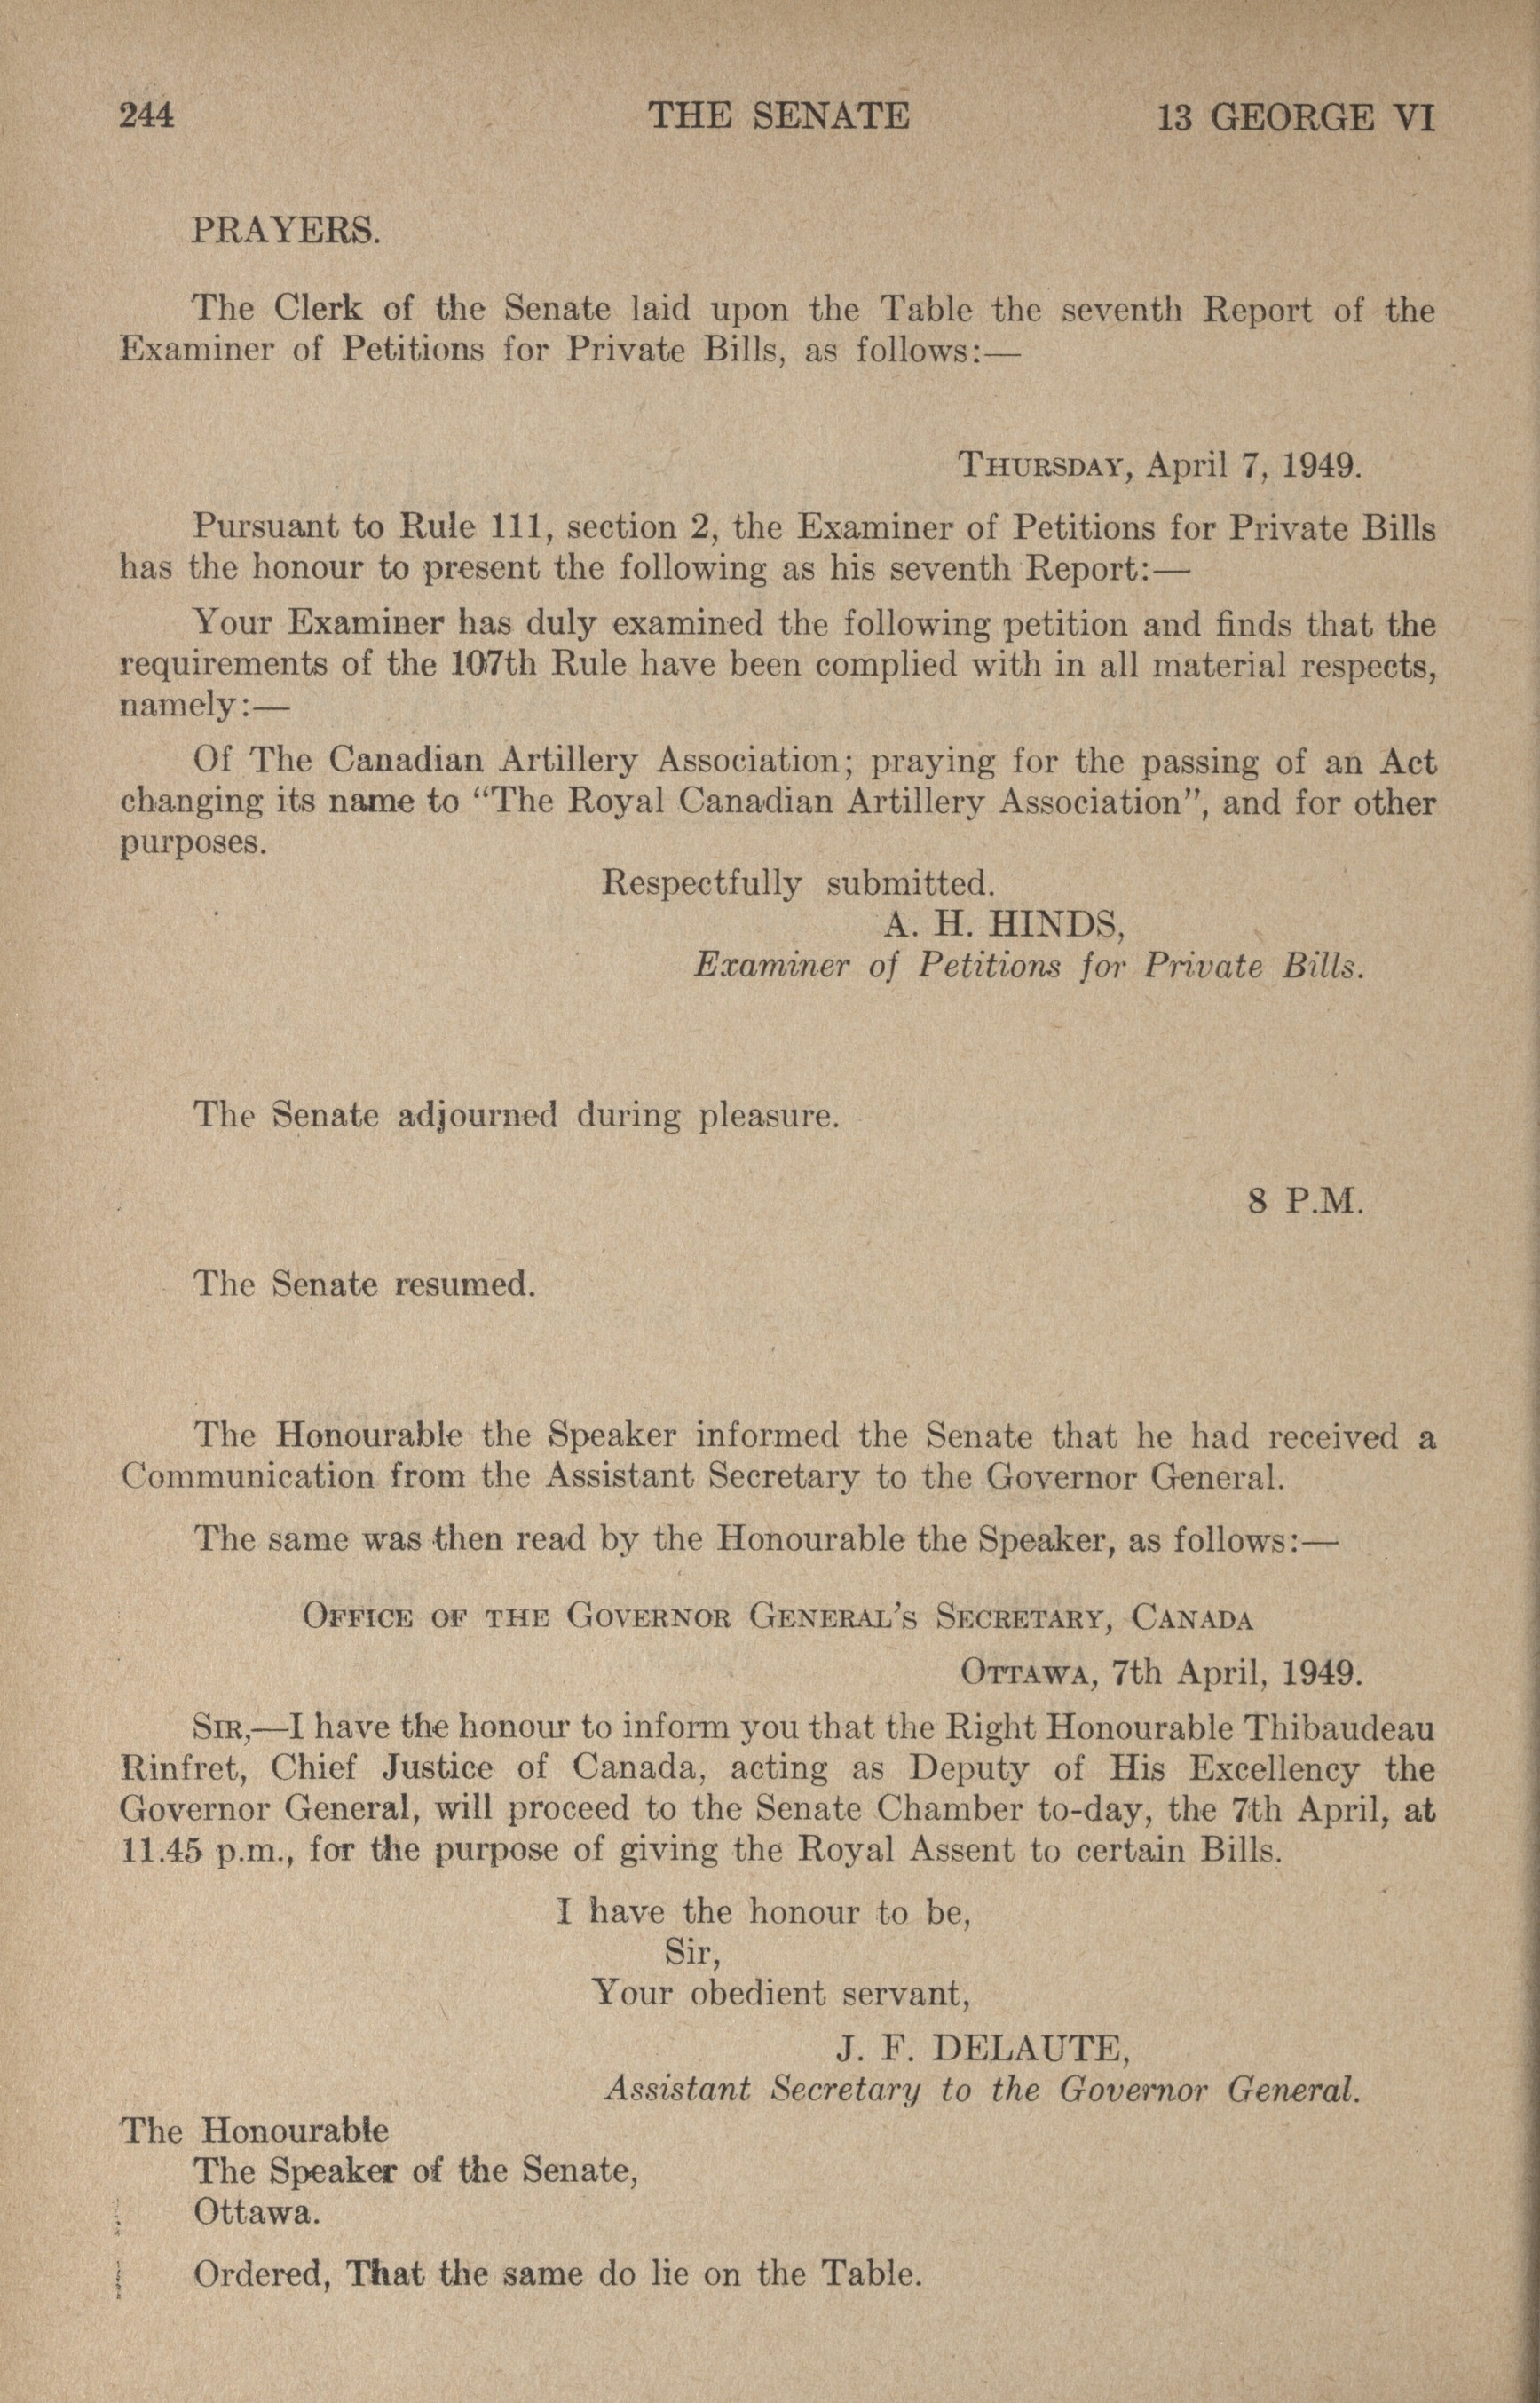 244 THE SENATE 13 GEORGE VI
PRAYERS.
The Clerk of the Senate laid upon the Table the seventh Report of the
Examiner of Petitions for Private Bills, as follows:—
THURSDAY, April 7, 1949.
Pursuant to Rule 111, section 2, the Examiner of Petitions for Private Bills
has the honour to present the following as his seventh Report:—
Your Examiner has duly examined the following petition and finds that the
requirements of the 107th Rule have been complied with in all material respects,
namely:—
Of The Canadian Artillery Association; praying for the passing of an Act
changing its name to “The Royal Canadian Artillery Association”, and for other
purposes.
Respectfully submitted.
A. H. HINDS,
Examiner of Petitions for Private Bills.
The Senate adjourned during pleasure.
8 P.M.
The Senate resumed.
The Honourable the Speaker informed the Senate that he had received a
Communication from the Assistant Secretary to the Governor General.
The same was then read by the Honourable the Speaker, as follows:—
OFFICE OF THE GOVERNOR GENERAL’S SECRETARY, CANADA
OTTAWA, 7th April, 1949.
SIR,—I have the honour to inform you that the Right Honourable Thibaudeau
Rinfret, Chief Justice of Canada, acting as Deputy of His Excellency the
Governor General, will proceed to the Senate Chamber to-day, the 7th April, at
11.45 p.m., for the purpose of giving the Royal Assent to certain Bills.
I have the honour to be,
Sir,
Your obedient servant,
J. F. DELAUTE,
Assistant Secretary to the Governor General.
The Honourable
The Speaker of the Senate,
Ottawa.
Ordered, That the same do lie on the Table.